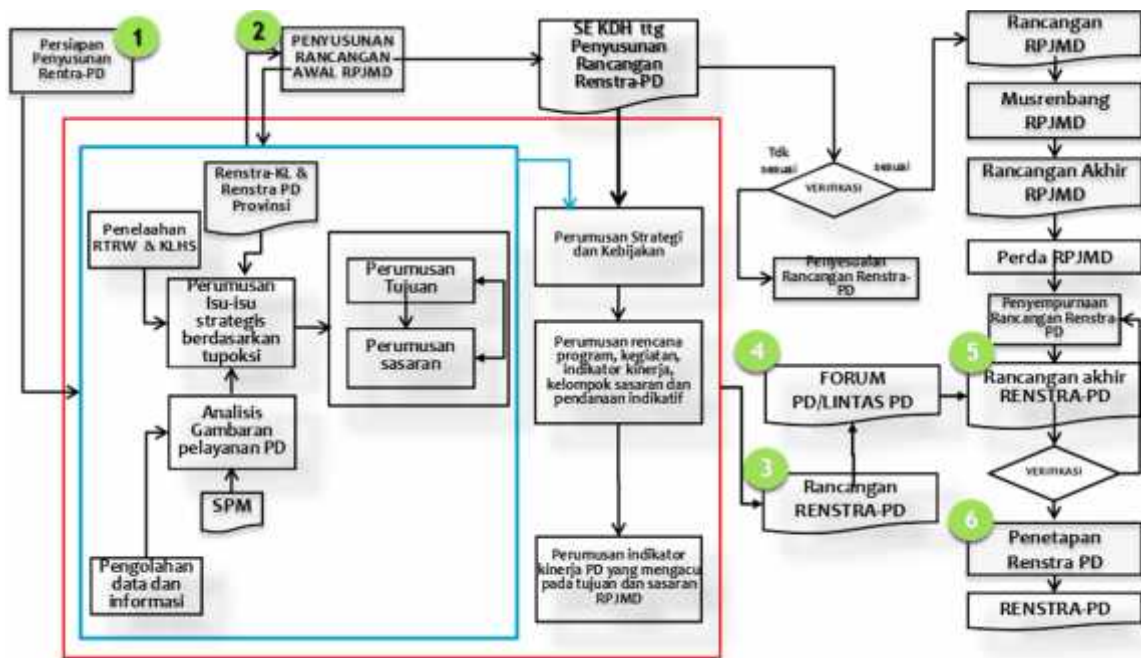 1
Persiapan
Penyusunan
Rentra-PD
2
PENYUSUNAN
RANCANGAN
AWAL RPJMD
SE KDH ttg
Penyusunan
Rancangan
Renstra-PD
Rancangan
RPJMD
Musrenbang
RPJMD
Rancangan Akhir
RPJMD
Perda RPJMD
Tdk
sesuai
sesuai
VERIFIKASI
Penyesuaian
Rancangan Renstra-
PD
Renstra-KL &
Renstra PD
Provinsi
Penelaahan
RTRW & KLHS
Perumusan
Isu-isu
strategis
berdasarkan
tupoksi
Perumusan
Tujuan
Perumusan
sasaran
Analisis
Gambaran
pelayanan PD
SPM
Pengolahan
data dan
informasi
Perumusan Strategi
dan Kebijakan
Perumusan rencana
program, kegiatan,
indikator kinerja,
kelompok sasaran dan
pendanaan indikatif
Perumusan indikator
kinerja PD yang mengacu
pada tujuan dan sasaran
RPJMD
3
Rancangan
RENSTRA-PD
4
FORUM
PD/LINTAS PD
Penyempurnaan
Rancangan Renstra-
PD
5
Rancangan akhir
RENSTRA-PD
VERIFIKASI
6
Penetapan
Renstra PD
RENSTRA-PD